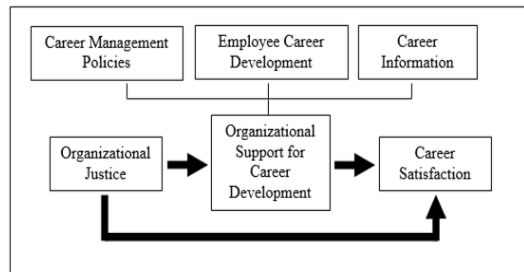 Career Management
Policies
Employee Career
Development
Career
Information
Organizational
Justice
Organizational
Support for
Career
Development
Career
Satisfaction